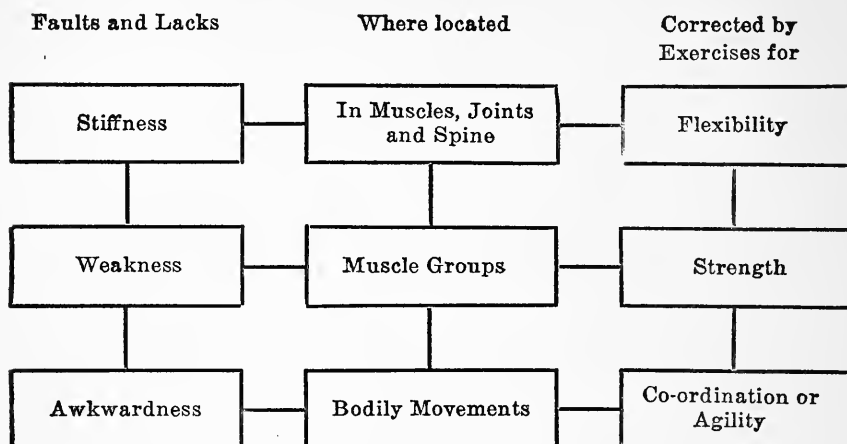 Faults and Lacks
Where located
Corrected by
Exercises for
Stiffness
In Muscles, Joints
and Spine
Flexibility
Weakness
Muscle Groups
Strength
Awkwardness
Bodily Movements
Co-ordination or
Agility